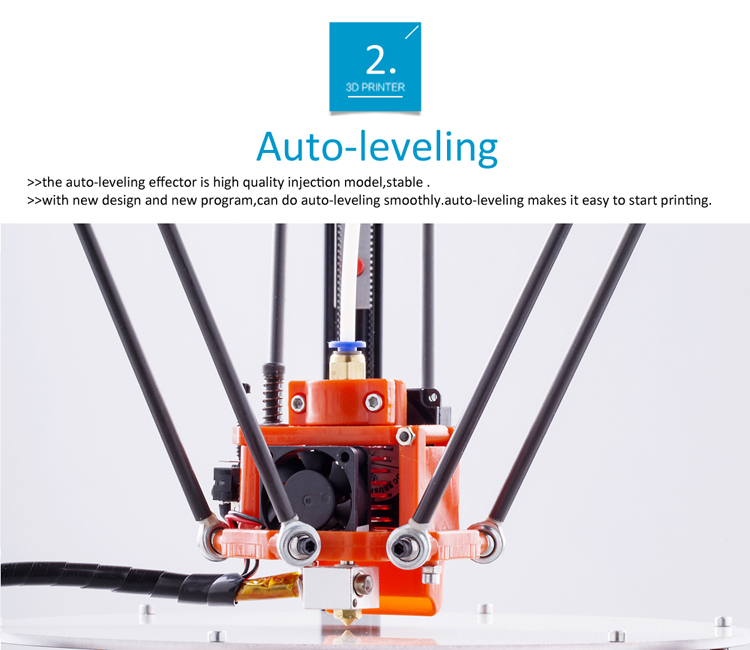 2.
3D PRINTER
Auto-leveling
>>the auto-leveling effector is high quality injection model,stable .
>>with new design and new program,can do auto-leveling smoothly.auto-leveling makes it easy to start printing.